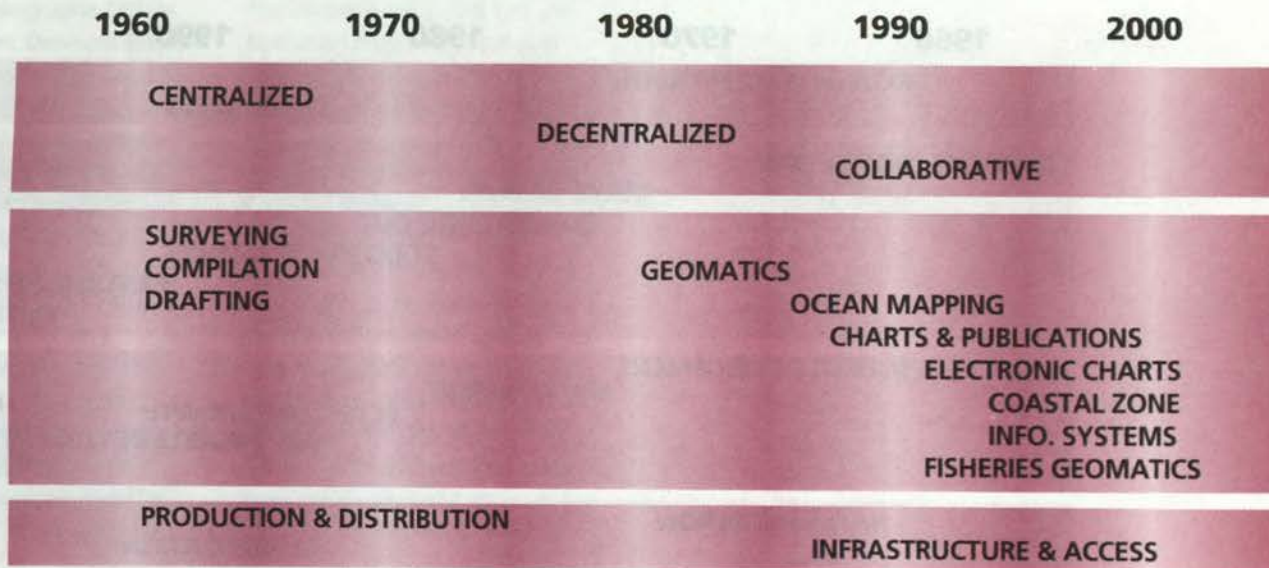 1960 1970 1980 1990 2000
CENTRALIZED
DECENTRALIZED
COLLABORATIVE
SURVEYING
COMPILATION GEOMATICS
DRAFTING OCEAN MAPPING
CHARTS & PUBLICATIONS
ELECTRONIC CHARTS
COASTAL ZONE
INFO. SYSTEMS
FISHERIES GEOMATICS
PRODUCTION & DISTRIBUTION
INFRASTRUCTURE & ACCESS